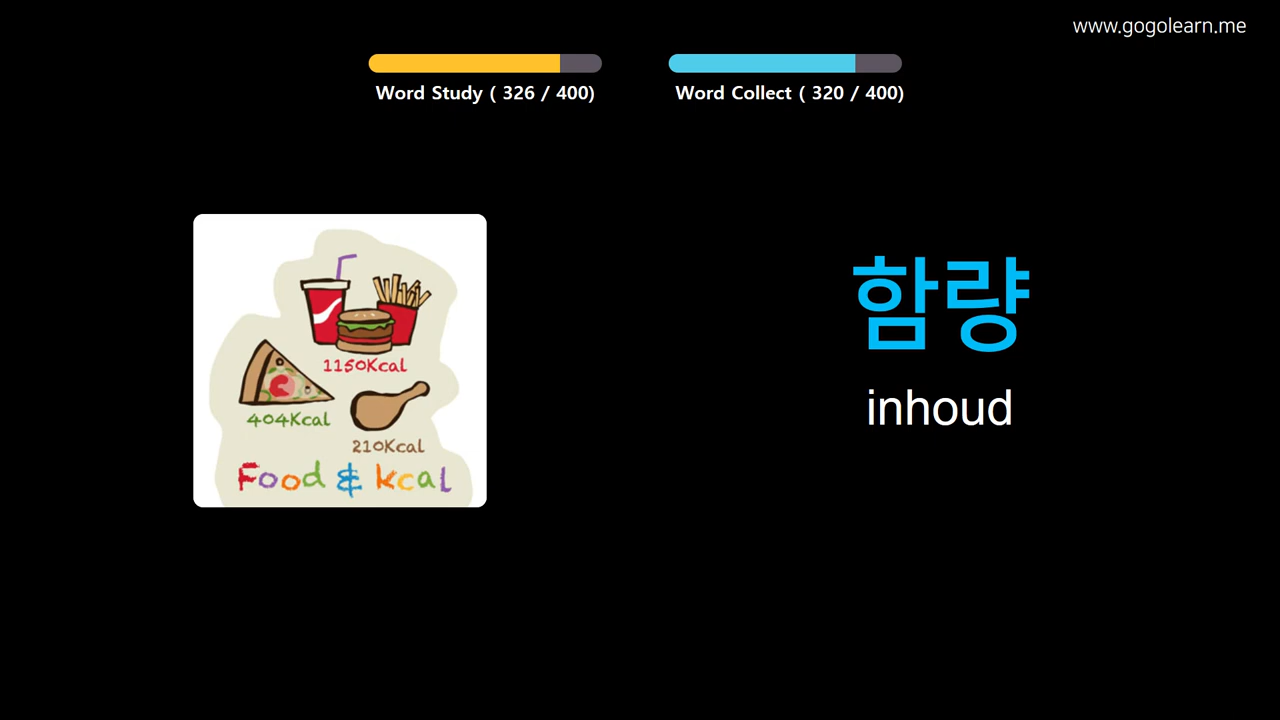 www.gogolearn.me
Word Study ( 326 / 400)
Word Collect ( 320 / 400)
1150Kcal
404Kcal
210Kcal
Food & kcal
함량
inhoud